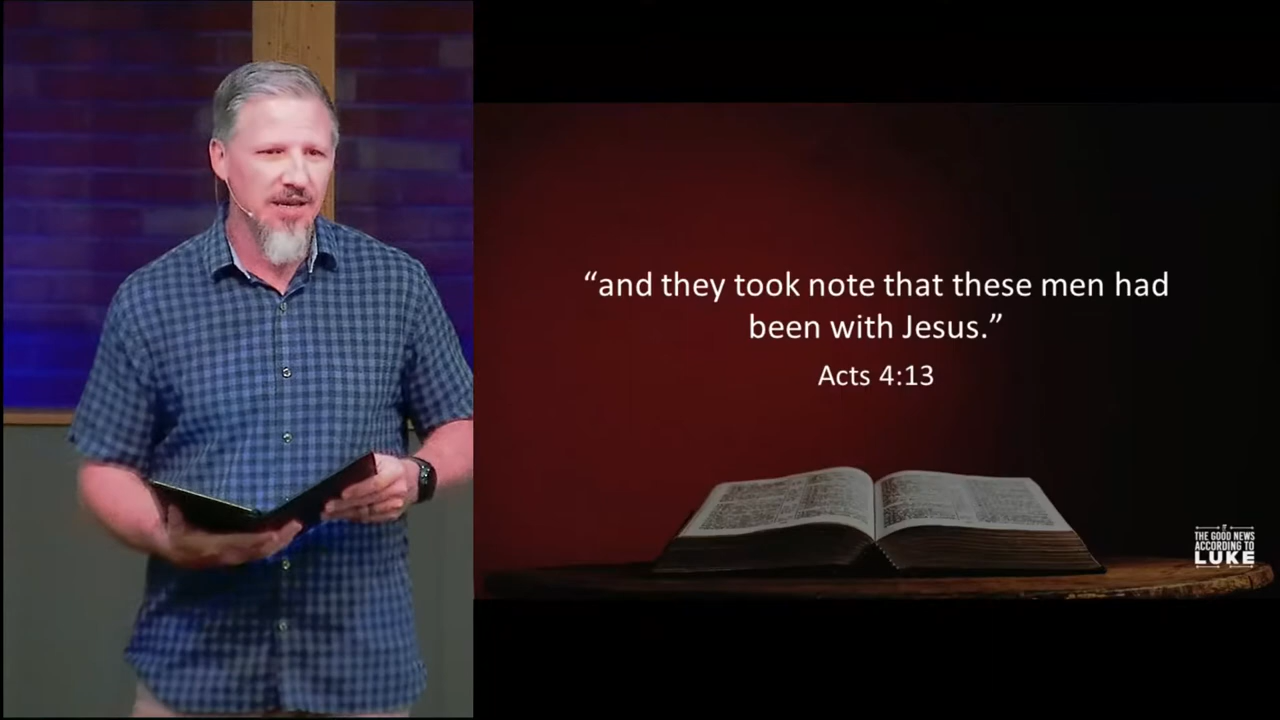 “and they took note that these men had
been with Jesus.”
Acts 4:13
THE GOOD NEWS
ACCORDING TO
LUKE